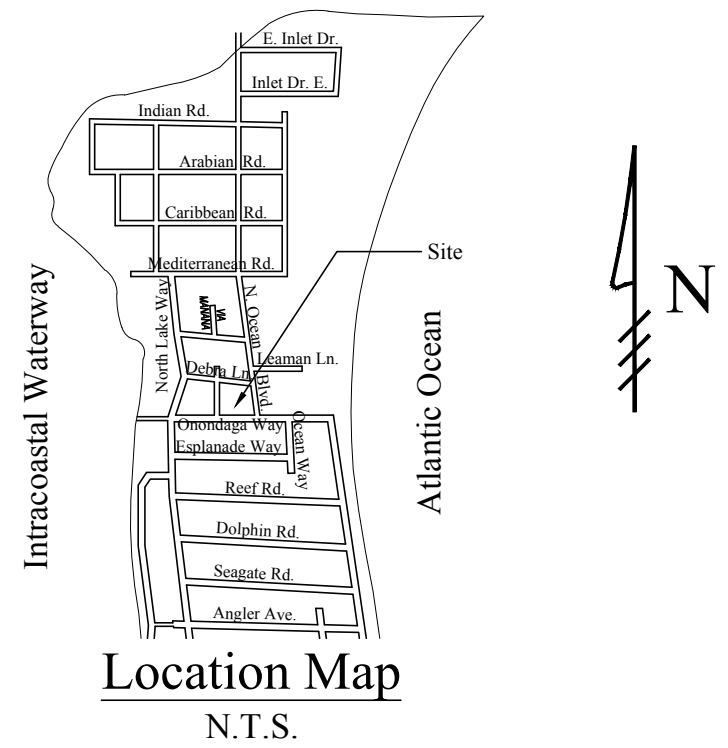 E. Inlet Dr.
Inlet Dr. E.
Indian Rd.
Arabian Rd.
Caribbean Rd.
Mediterranean Rd.
Site
North Lake Way
VIA
MANANA
N. Ocean Blvd.
Leaman Ln.
Debra Ln.
Onondaga Way
Ocean Way
Esplanade Way
Reef Rd.
Dolphin Rd.
Seagate Rd.
Angler Ave.
Intracoastal Waterway
Atlantic Ocean
N
Location Map
N.T.S.